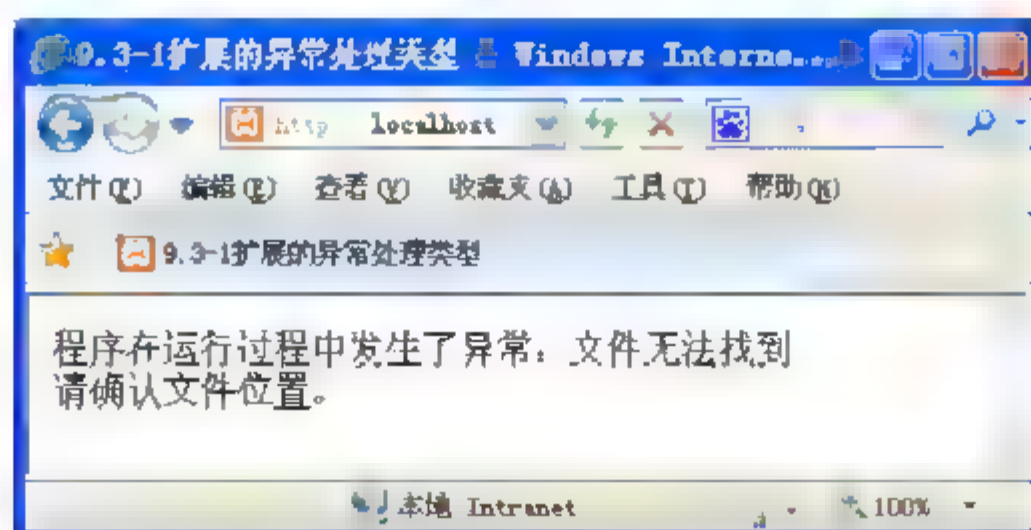 9.3-1扩展的异常处理类型 - Windows Interne...
http localhost
文件(F) 编辑(E) 查看(V) 收藏夹(A) 工具(T) 帮助(H)
9.3-1扩展的异常处理类型
程序在运行过程中发生了异常：文件无法找到
请确认文件位置。
本地 Intranet 100%